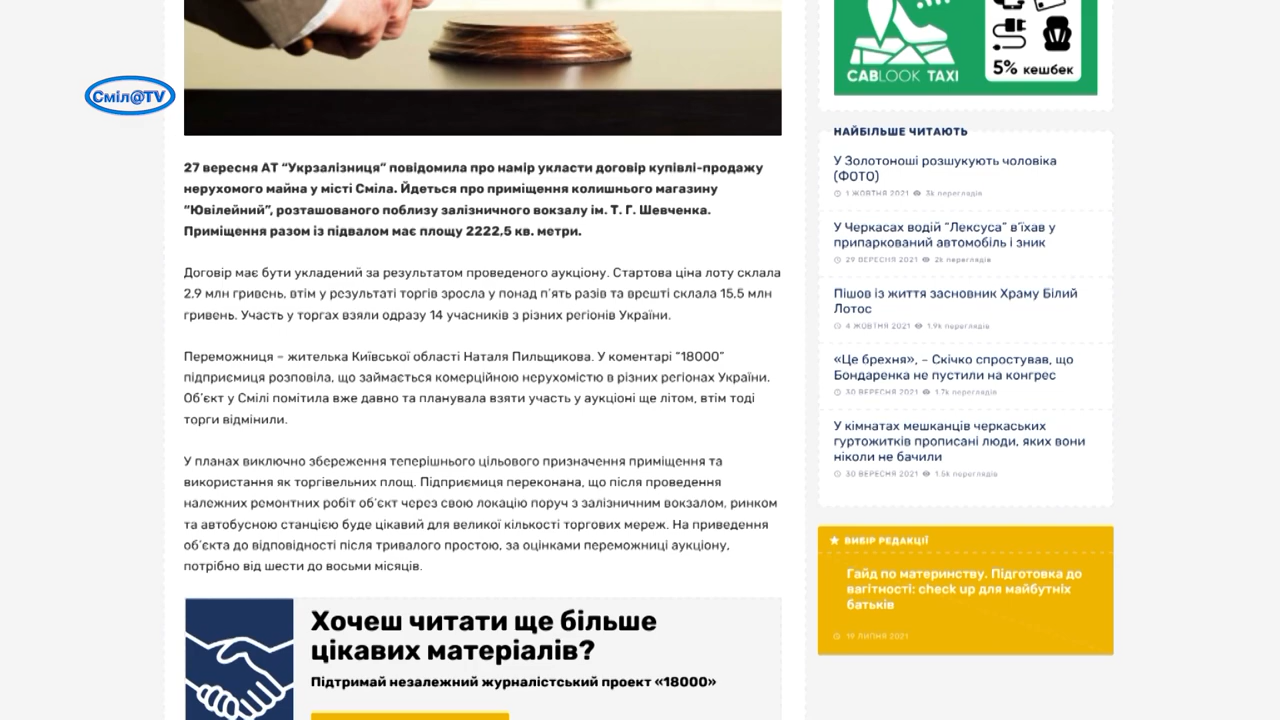 Сміл@TV
27 вересня АТ “Укрзалізниця” повідомила про намір укласти договір купівлі-продажу
нерухомого майна у місті Сміла. Йдеться про приміщення колишнього магазину
“Ювілейний”, розташованого поблизу залізничного вокзалу ім. Т. Г. Шевченка.
Приміщення разом із підвалом має площу 2222,5 кв. метри.
Договір має бути укладений за результатом проведеного аукціону. Стартова ціна лоту склала
2,9 млн гривень, втім у результаті торгів зросла у понад п’ять разів та врешті склала 15,5 млн
гривень. Участь у торгах взяли одразу 14 учасників з різних регіонів України.
Переможниця – жителька Київської області Наталя Пильщикова. У коментарі “18000”
підприємиця розповіла, що займається комерційною нерухомістю в різних регіонах України.
Об’єкт у Смілі помітила вже давно та планувала взяти участь у аукціоні ще літом, втім тоді
торги відмінили.
У планах виключно збереження теперішнього цільового призначення приміщення та
використання як торгівельних площ. Підприємиця переконана, що після проведення
належних ремонтних робіт об’єкт через свою локацію поруч з залізничним вокзалом, ринком
та автобусною станцією буде цікавий для великої кількості торгових мереж. На приведення
об’єкта до відповідності після тривалого простою, за оцінками переможниці аукціону,
потрібно від шести до восьми місяців.
Хочеш читати ще більше
цікавих матеріалів?
Підтримай незалежний журналістський проект «18000»
CABLOOK TAXI
5% кешбек
НАЙБІЛЬШЕ ЧИТАЮТЬ
У Золотоноші розшукують чоловіка
(ФОТО)
1 ЖОВТНЯ 2021 3k переглядів
У Черкасах водій “Лексуса” в’їхав у
припаркований автомобіль і зник
29 ВЕРЕСНЯ 2021 2k переглядів
Пішов із життя засновник Храму Білий
Лотос
4 ЖОВТНЯ 2021 1.9k переглядів
«Це брехня», – Скічко спростував, що
Бондаренка не пустили на конгрес
30 ВЕРЕСНЯ 2021 1.7k переглядів
У кімнатах мешканців черкаських
гуртожитків прописані люди, яких вони
ніколи не бачили
30 ВЕРЕСНЯ 2021 1.5k переглядів
ВИБІР РЕДАКЦІЇ
Гайд по материнству. Підготовка до
вагітності: check up для майбутніх
батьків
19 ЛИПНЯ 2021